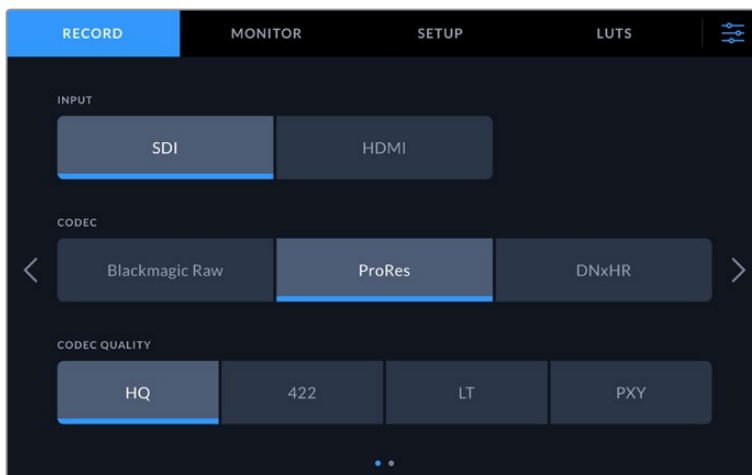 RECORD MONITOR SETUP LUTS
INPUT
SDI HDMI
CODEC
Blackmagic Raw ProRes DNxHR
CODEC QUALITY
HQ 422 LT PXY